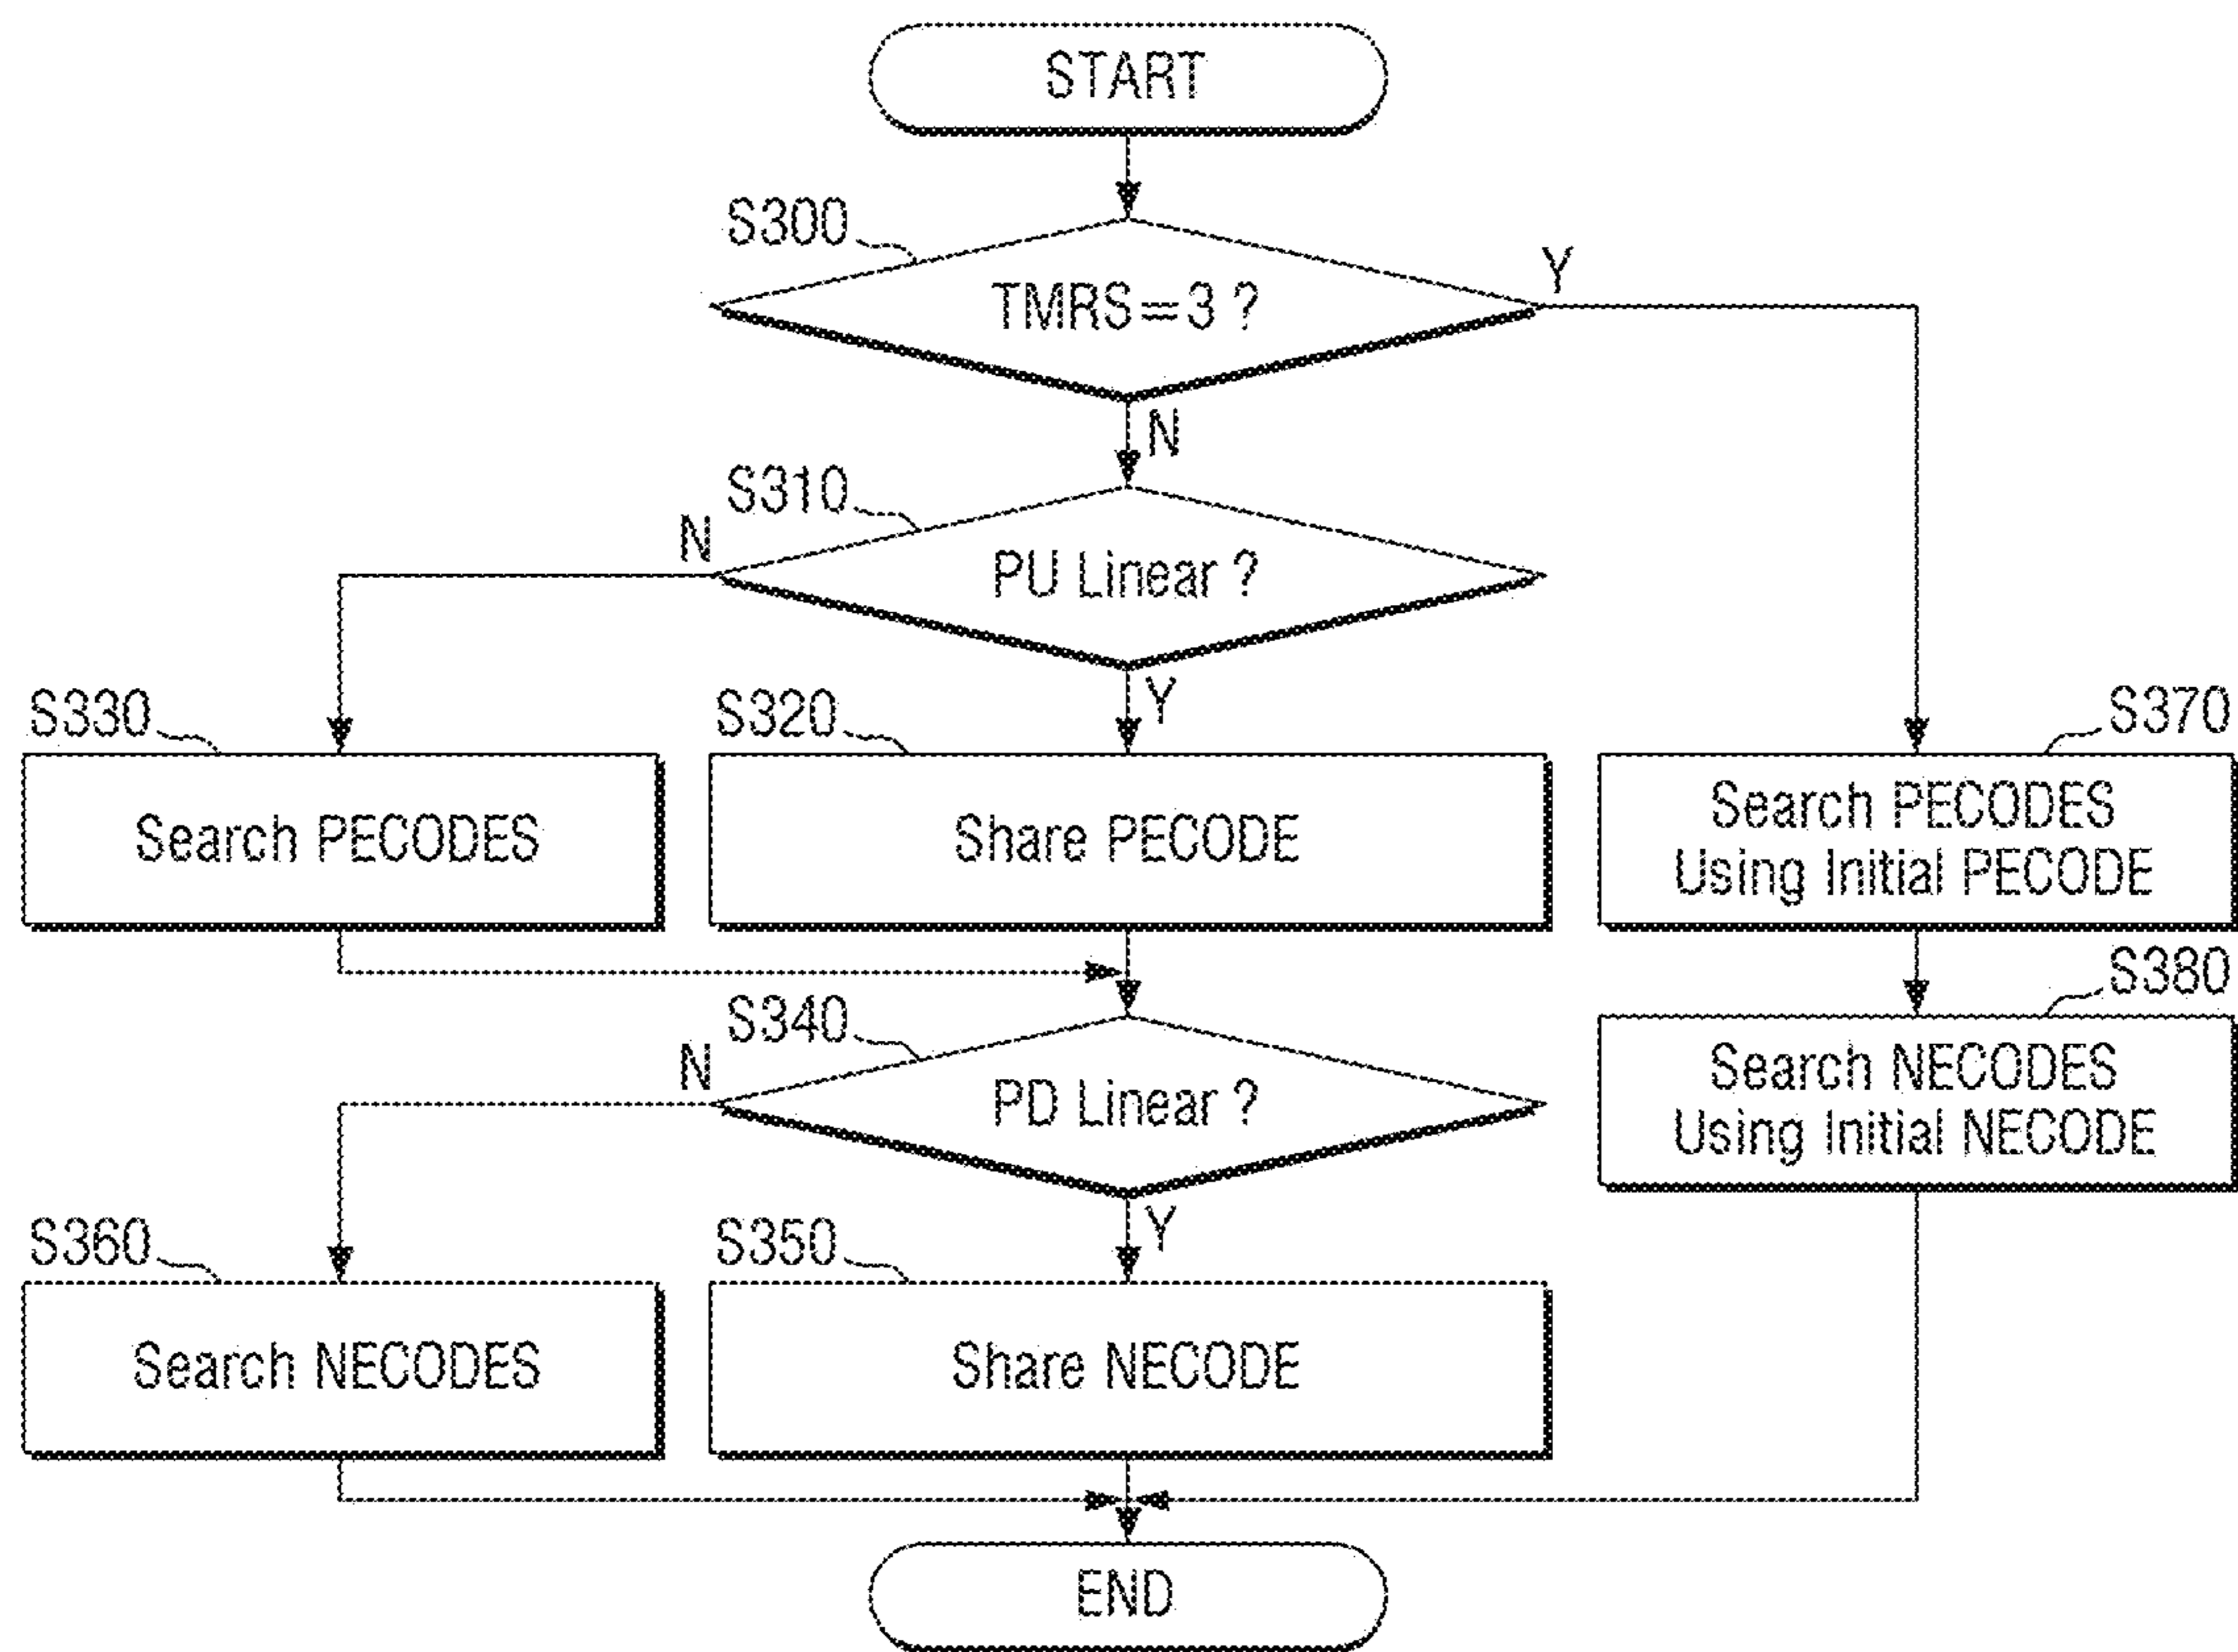 START
S300
TMRS=3 ?
Y
N
S310
N
PU Linear ?
Y
S330
S320
S370
Search PECODES
Share PECODE
Search PECODES
Using Initial PECODE
S340
S380
N
PD Linear ?
Search NECODES
Using Initial NECODE
Y
S360
S350
Search NECODES
Share NECODE
END